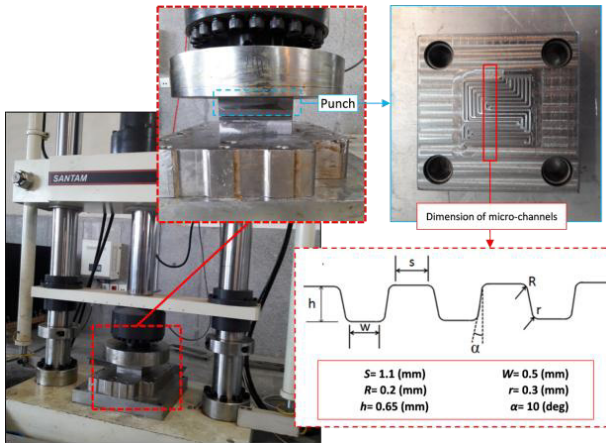 Punch
SANTAM
Dimension of micro-channels
s
R
h
w
r
α
S= 1.1 (mm) W= 0.5 (mm)
R= 0.2 (mm) r= 0.3 (mm)
h= 0.65 (mm) α= 10 (deg)